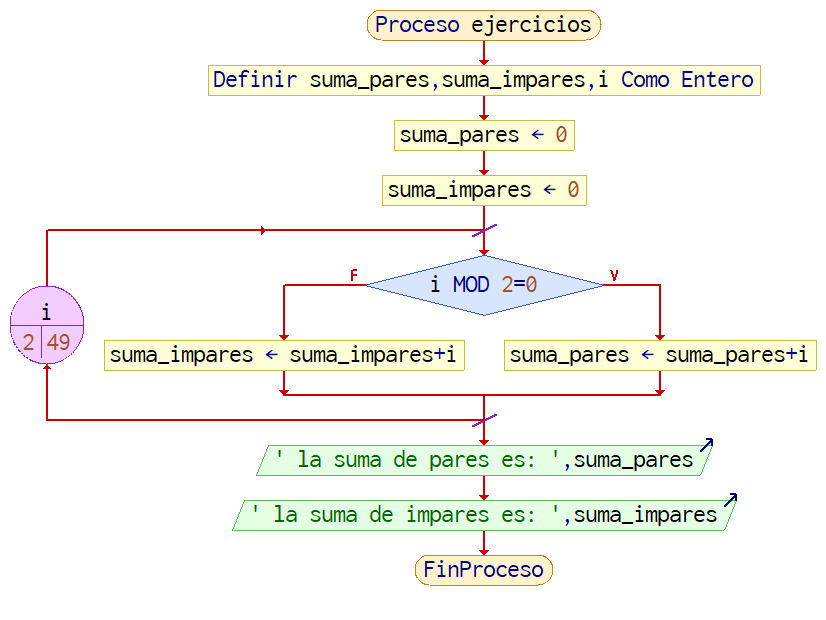 Proceso ejercicios
Definir suma_pares,suma_impares,i Como Entero
suma_pares ← 0
suma_impares ← 0
F
i MOD 2=0
V
i
2 49
suma_impares ← suma_impares+i
suma_pares ← suma_pares+i
' la suma de pares es: ',suma_pares
' la suma de impares es: ',suma_impares
FinProceso